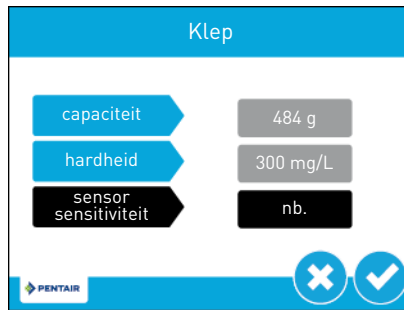 Klep
capaciteit
484 g
hardheid
300 mg/L
sensor
sensitiviteit
nb.
PENTAIR